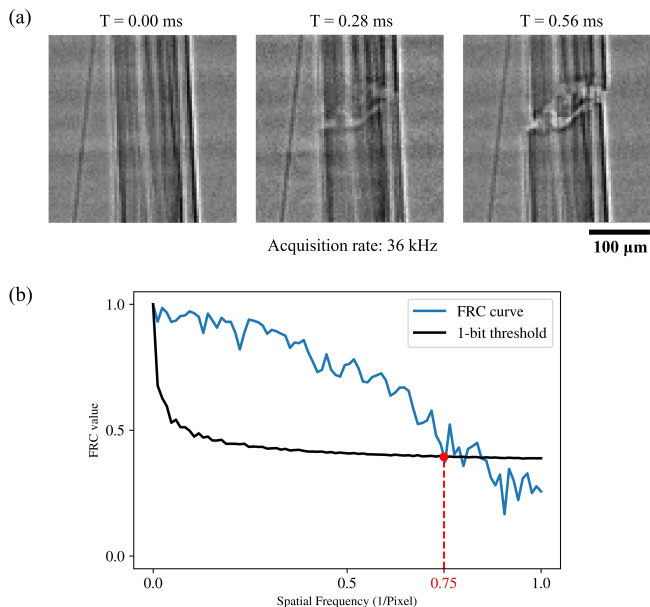 (a)
T = 0.00 ms
T = 0.28 ms
T = 0.56 ms
Acquisition rate: 36 kHz
100 μm
(b)
1.0
0.5
0.0
FRC value
FRC curve
1-bit threshold
0.0
0.5
0.75
1.0
Spatial Frequency (1/Pixel)